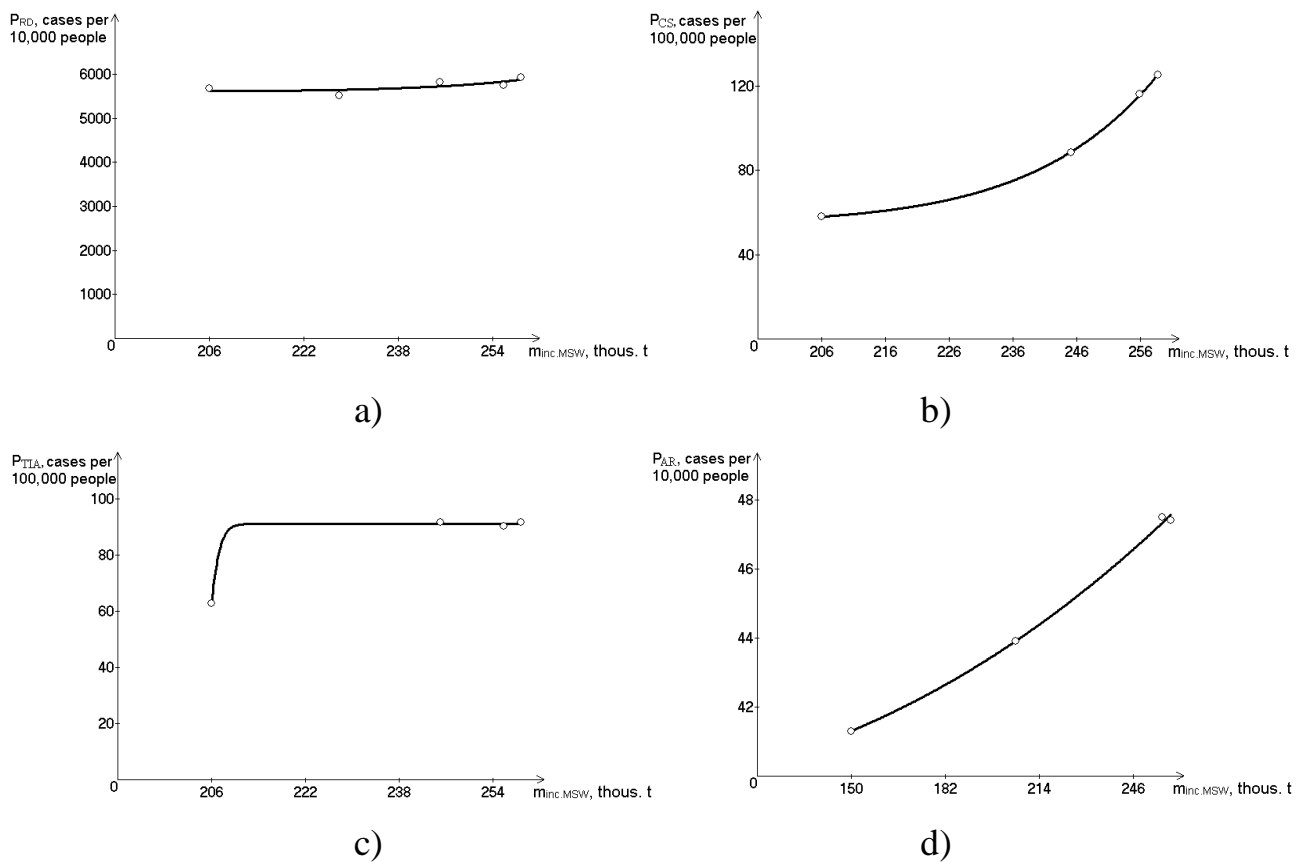 P_RD, cases per
10,000 people
6000
5000
4000
3000
2000
1000
0
206 222 238 254 m_inc.MSW, thous. t
a)
P_CS, cases per
100,000 people
120
80
40
0
206 216 226 236 246 256 m_inc.MSW, thous. t
b)
P_TIA, cases per
100,000 people
100
80
60
40
20
0
206 222 238 254 m_inc.MSW, thous. t
c)
P_AR, cases per
10,000 people
48
46
44
42
0
150 182 214 246 m_inc.MSW, thous. t
d)